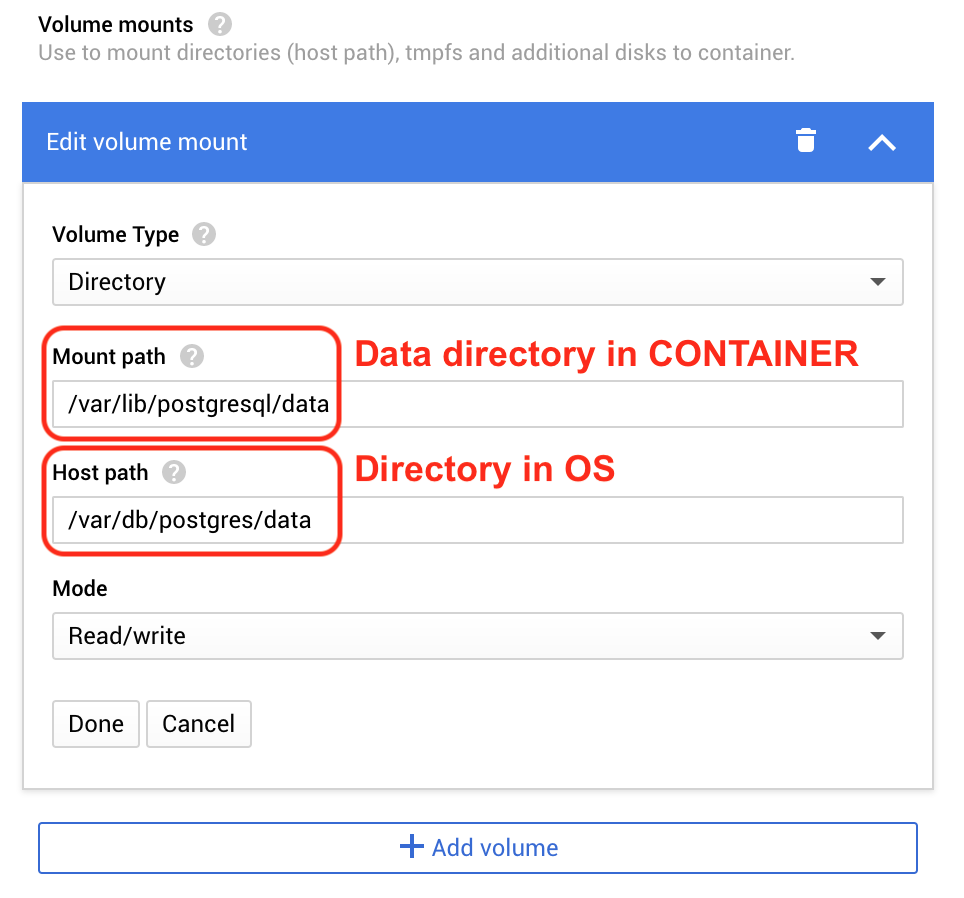 Volume mounts ?
Use to mount directories (host path), tmpfs and additional disks to container.
Edit volume mount
Volume Type ?
Directory
Mount path ? Data directory in CONTAINER
/var/lib/postgresql/data
Host path ? Directory in OS
/var/db/postgres/data
Mode
Read/write
Done Cancel
+ Add volume